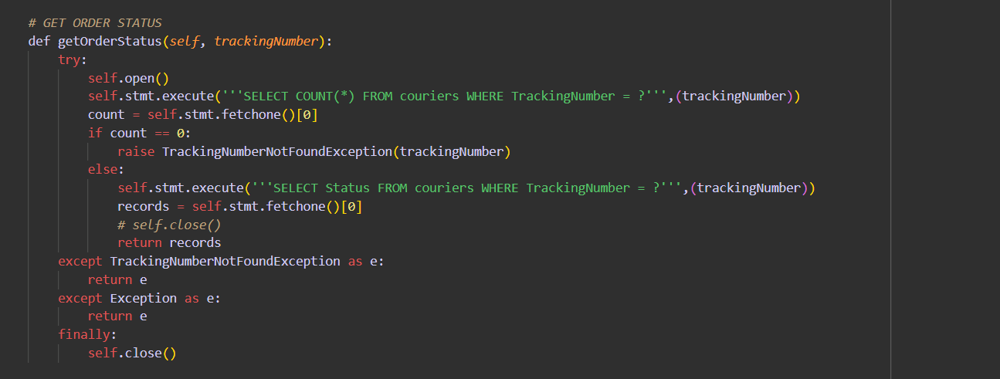 # GET ORDER STATUS
def getOrderStatus(self, trackingNumber):
    try:
        self.open()
        self.stmt.execute('''SELECT COUNT(*) FROM couriers WHERE TrackingNumber = ?''',(trackingNumber))
        count = self.stmt.fetchone()[0]
        if count == 0:
            raise TrackingNumberNotFoundException(trackingNumber)
        else:
            self.stmt.execute('''SELECT Status FROM couriers WHERE TrackingNumber = ?''',(trackingNumber))
            records = self.stmt.fetchone()[0]
            # self.close()
            return records
    except TrackingNumberNotFoundException as e:
        return e
    except Exception as e:
        return e
    finally:
        self.close()